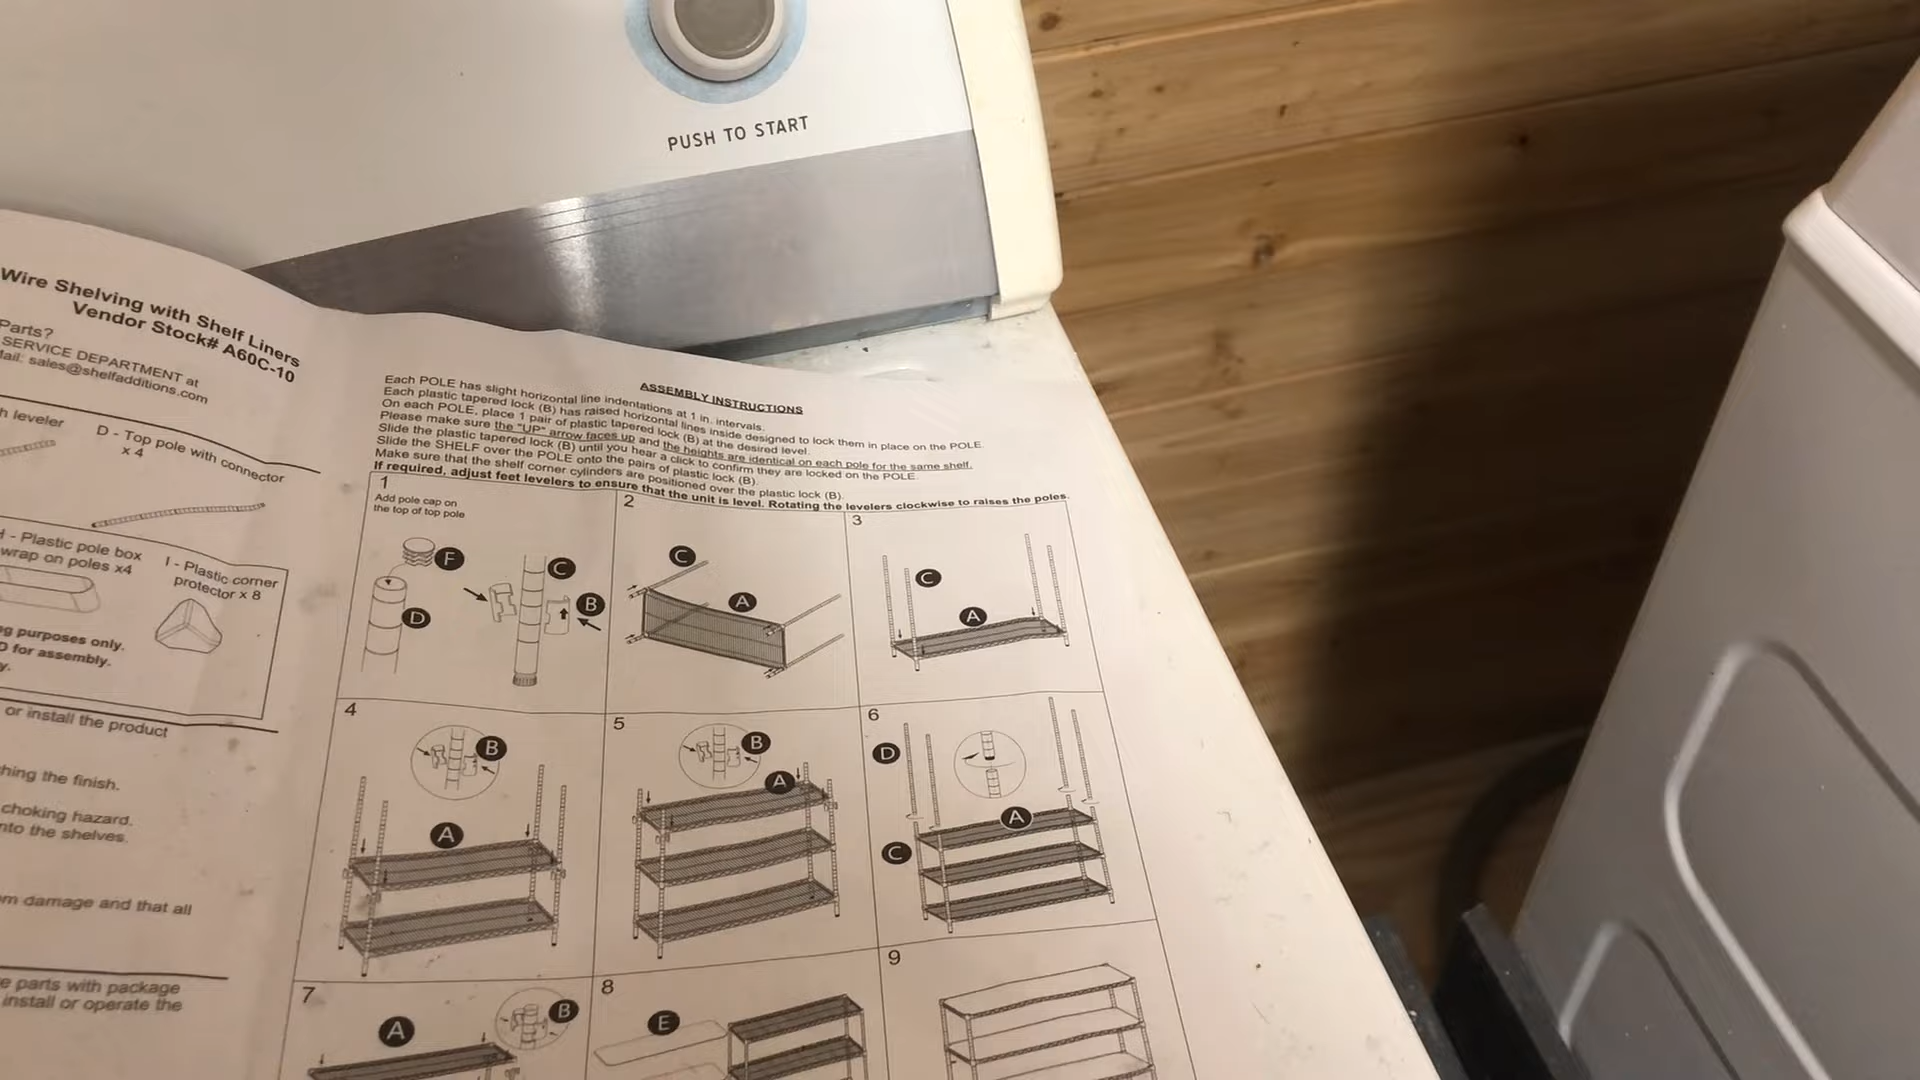 PUSH TO START
Wire Shelving with Shelf Liners
Vendor Stock# A60C-10
Parts?
SERVICE DEPARTMENT at
sales@shelfadditions.com
leveler
D - Top pole with connector
x 4
- Plastic pole box
wrap on poles x4
I - Plastic corner
protector x 8
purposes only.
for assembly.
or install the product
the finish.
choking hazard.
the shelves.
damage and that all
parts with package
install or operate the
ASSEMBLY INSTRUCTIONS
Each POLE has slight horizontal line indentations at 1 in. intervals.
Each plastic tapered lock (B) has raised horizontal lines inside designed to lock them in place on the POLE.
On each POLE, place 1 pair of plastic tapered lock (B) at the desired level.
Please make sure the "UP" arrow faces up and the heights are identical on each pole for the same shelf.
Slide the plastic tapered lock (B) until you hear a click to confirm they are locked on the POLE.
Slide the SHELF over the POLE onto the pairs of plastic lock (B).
Make sure that the shelf corner cylinders are positioned over the plastic lock (B).
If required, adjust feet levelers to ensure that the unit is level. Rotating the levelers clockwise to raises the poles.
1
Add pole cap on
the top of top pole
F
C
B
D
2
C
A
3
C
A
4
B
A
5
B
A
6
D
A
C
7
B
A
8
E
9